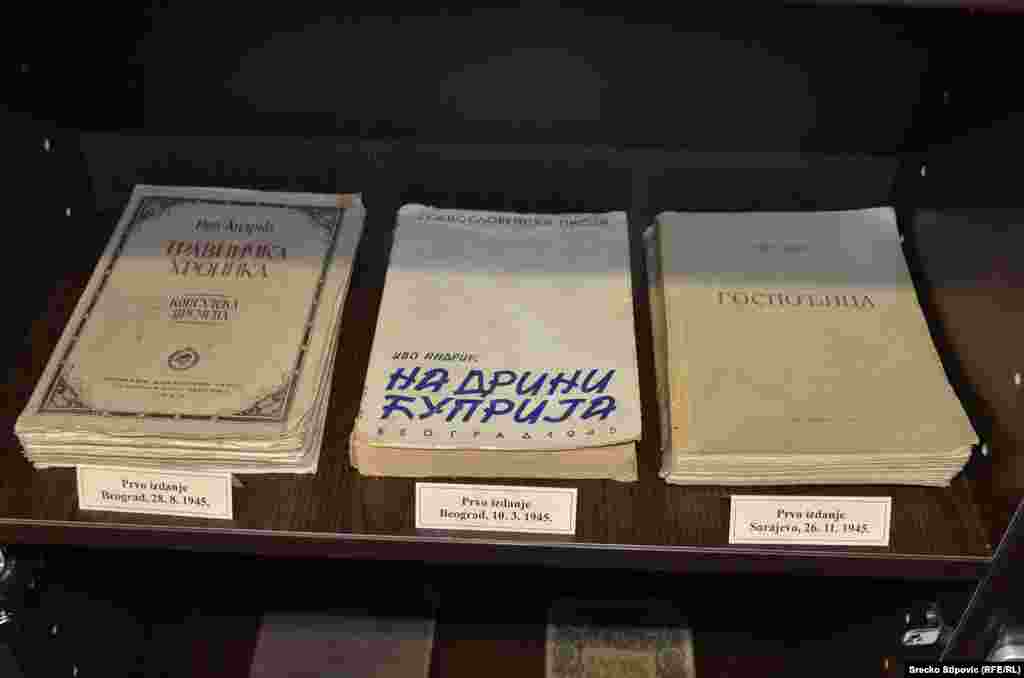 Иво Андрић
ТРАВНИЧКА
ХРОНИКА
КОНСУЛСКА
ВРЕМЕНА
Prvo izdanje
Beograd, 28. 8. 1945.
ИВО АНДРИЋ
НА ДРИНИ
ЋУПРИЈА
БЕОГРАД 1945
Prvo izdanje
Beograd, 10. 3. 1945.
ГОСПОЂИЦА
Prvo izdanje
Sarajevo, 26. 11. 1945.
Srecko Stipovic (RFE/RL)